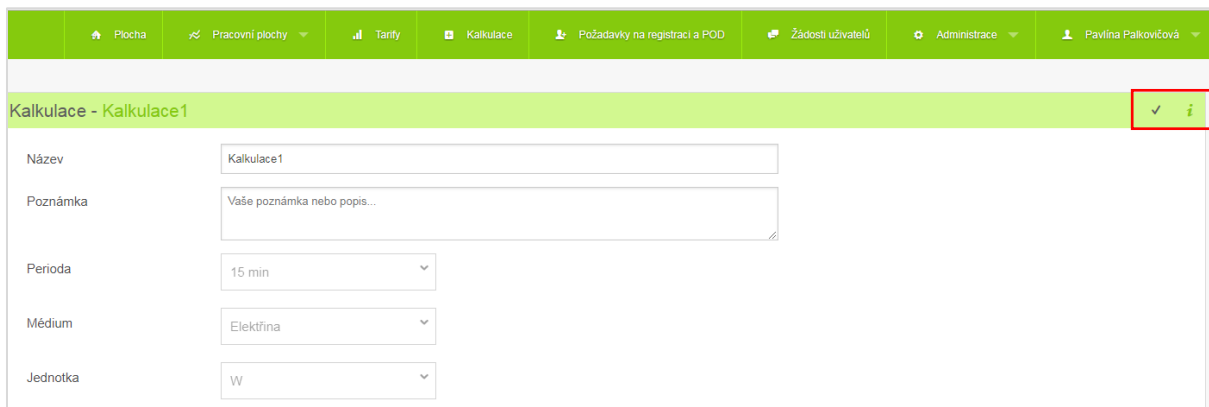 Plocha Pracovní plochy Tarify Kalkulace Požadavky na registraci a POD Žádosti uživatelů Administrace Pavlína Palkovičová
Kalkulace - Kalkulace1
Název Kalkulace1
Poznámka Vaše poznámka nebo popis...
Perioda 15 min
Médium Elektřina
Jednotka W